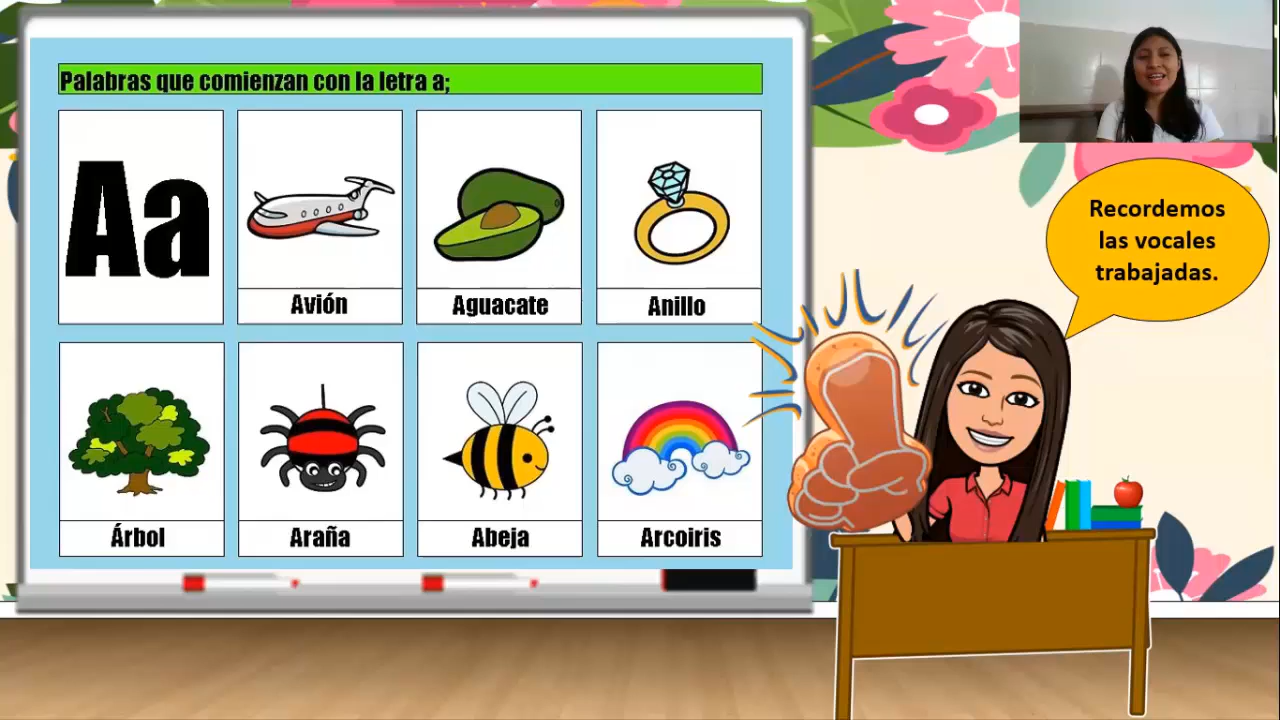 Palabras que comienzan con la letra a;
Aa
Avión
Aguacate
Anillo
Árbol
Araña
Abeja
Arcoiris
Recordemos
las vocales
trabajadas.